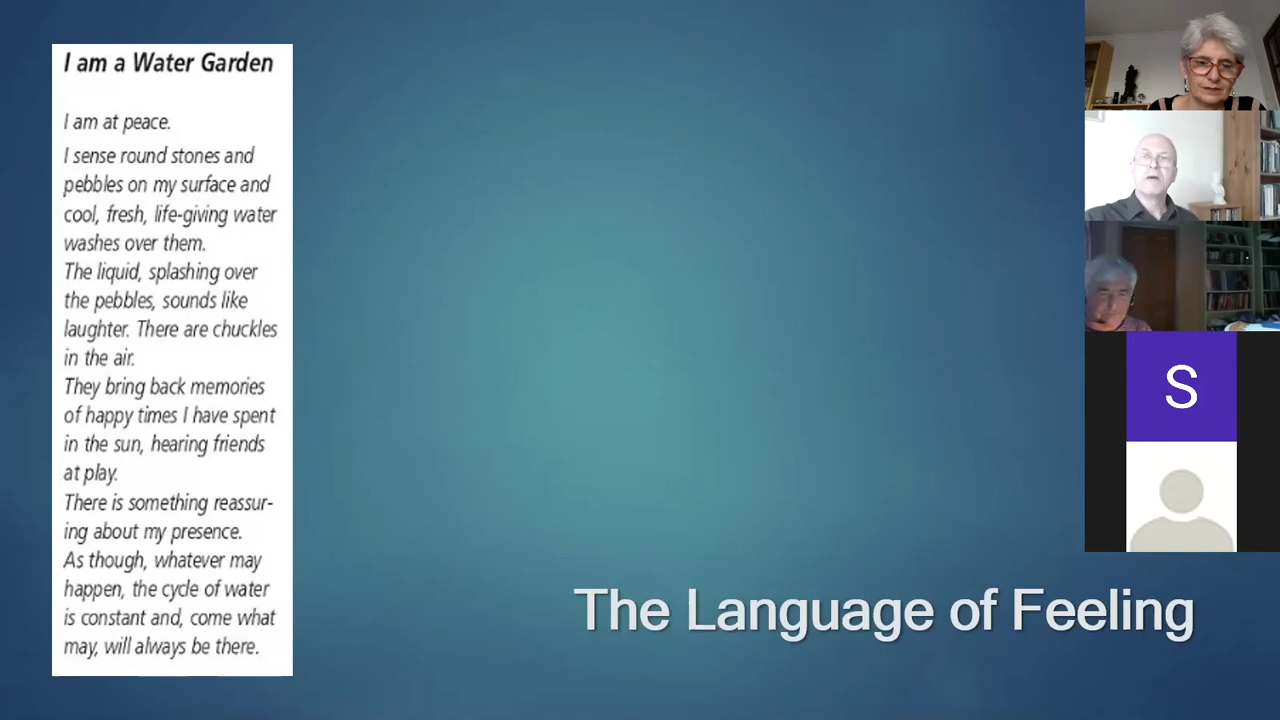 I am a Water Garden
I am at peace.
I sense round stones and
pebbles on my surface and
cool, fresh, life-giving water
washes over them.
The liquid, splashing over
the pebbles, sounds like
laughter. There are chuckles
in the air.
They bring back memories
of happy times I have spent
in the sun, hearing friends
at play.
There is something reassur-
ing about my presence.
As though, whatever may
happen, the cycle of water
is constant and, come what
may, will always be there.
The Language of Feeling
S